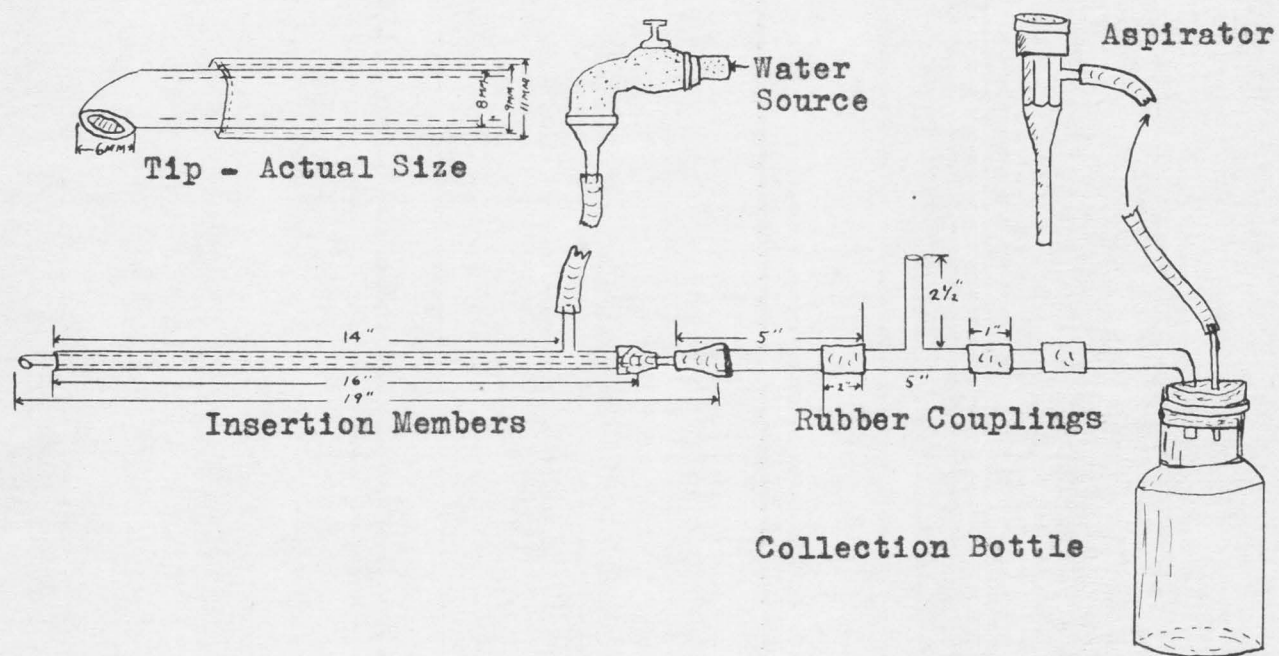 Aspirator
Water
Source
8MM
9MM
11MM
6MM
Tip - Actual Size
2½"
14"
5"
1"
16"
19"
5"
Insertion Members
Rubber Couplings
Collection Bottle